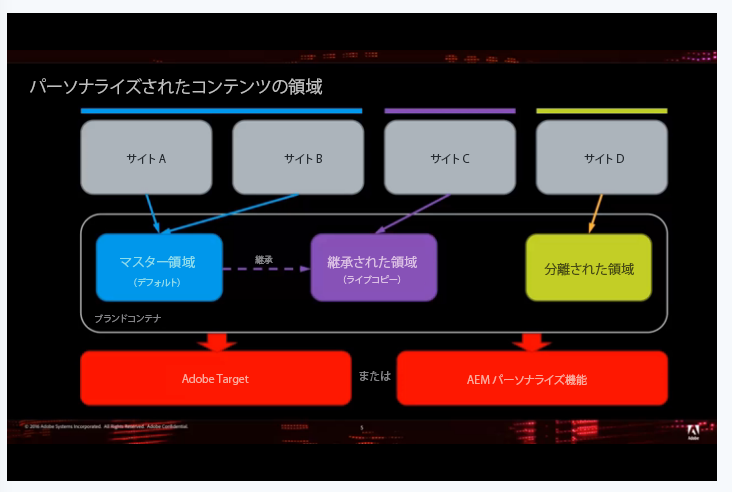 パーソナライズされたコンテンツの領域
サイト A
サイト B
サイト C
サイト D
マスター領域
（デフォルト）
継承
継承された領域
（ライブコピー）
分離された領域
ブランドコンテナ
Adobe Target
または
AEM パーソナライズ機能
© 2016 Adobe Systems Incorporated. All Rights Reserved. Adobe Confidential.
5
Adobe